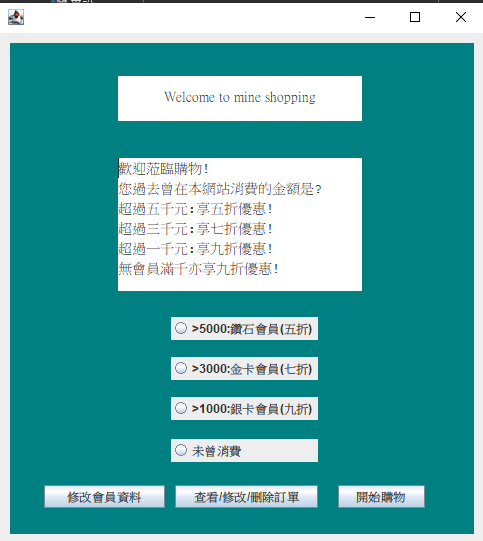 Welcome to mine shopping
歡迎蒞臨購物!
您過去曾在本網站消費的金額是?
超過五千元:享五折優惠!
超過三千元:享七折優惠!
超過一千元:享九折優惠!
無會員滿千亦享九折優惠!
>5000:鑽石會員(五折)
>3000:金卡會員(七折)
>1000:銀卡會員(九折)
未曾消費
修改會員資料
查看/修改/刪除訂單
開始購物